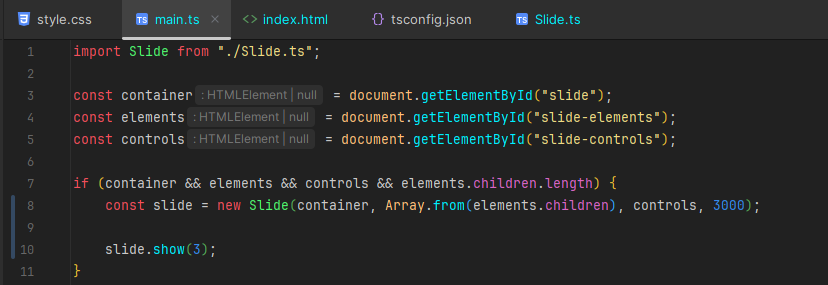 style.css main.ts index.html tsconfig.json Slide.ts
1 import Slide from "./Slide.ts";
2
3 const container : HTMLElement | null = document.getElementById("slide");
4 const elements : HTMLElement | null = document.getElementById("slide-elements");
5 const controls : HTMLElement | null = document.getElementById("slide-controls");
6
7 if (container && elements && controls && elements.children.length) {
8 const slide = new Slide(container, Array.from(elements.children), controls, 3000);
9
10 slide.show(3);
11 }